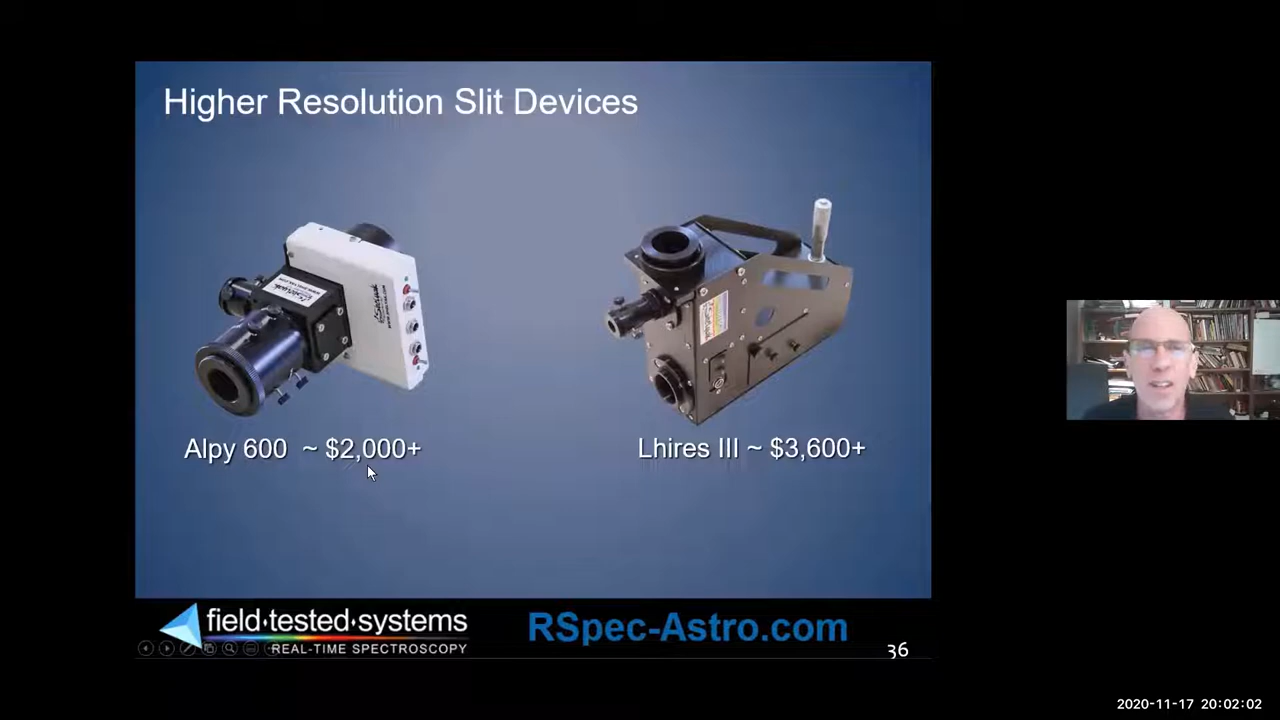 Higher Resolution Slit Devices
Alpy 600 ~ $2,000+
Lhires III ~ $3,600+
field·tested·systems
REAL-TIME SPECTROSCOPY
RSpec-Astro.com
36
2020-11-17 20:02:02